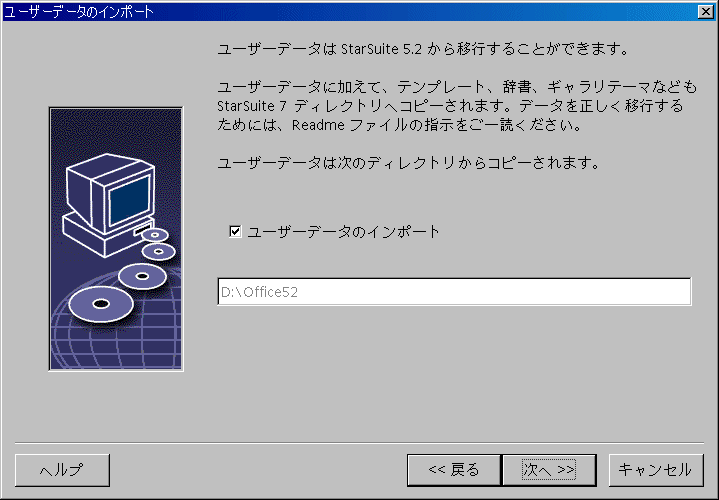 ユーザーデータのインポート
ユーザーデータは StarSuite 5.2 から移行することができます。
ユーザーデータに加えて、テンプレート、辞書、ギャラリテーマなども
StarSuite 7 ディレクトリへコピーされます。データを正しく移行する
ためには、Readme ファイルの指示をご一読ください。
ユーザーデータは次のディレクトリからコピーされます。
ユーザーデータのインポート
D:\Office52
ヘルプ
<< 戻る
次へ >>
キャンセル